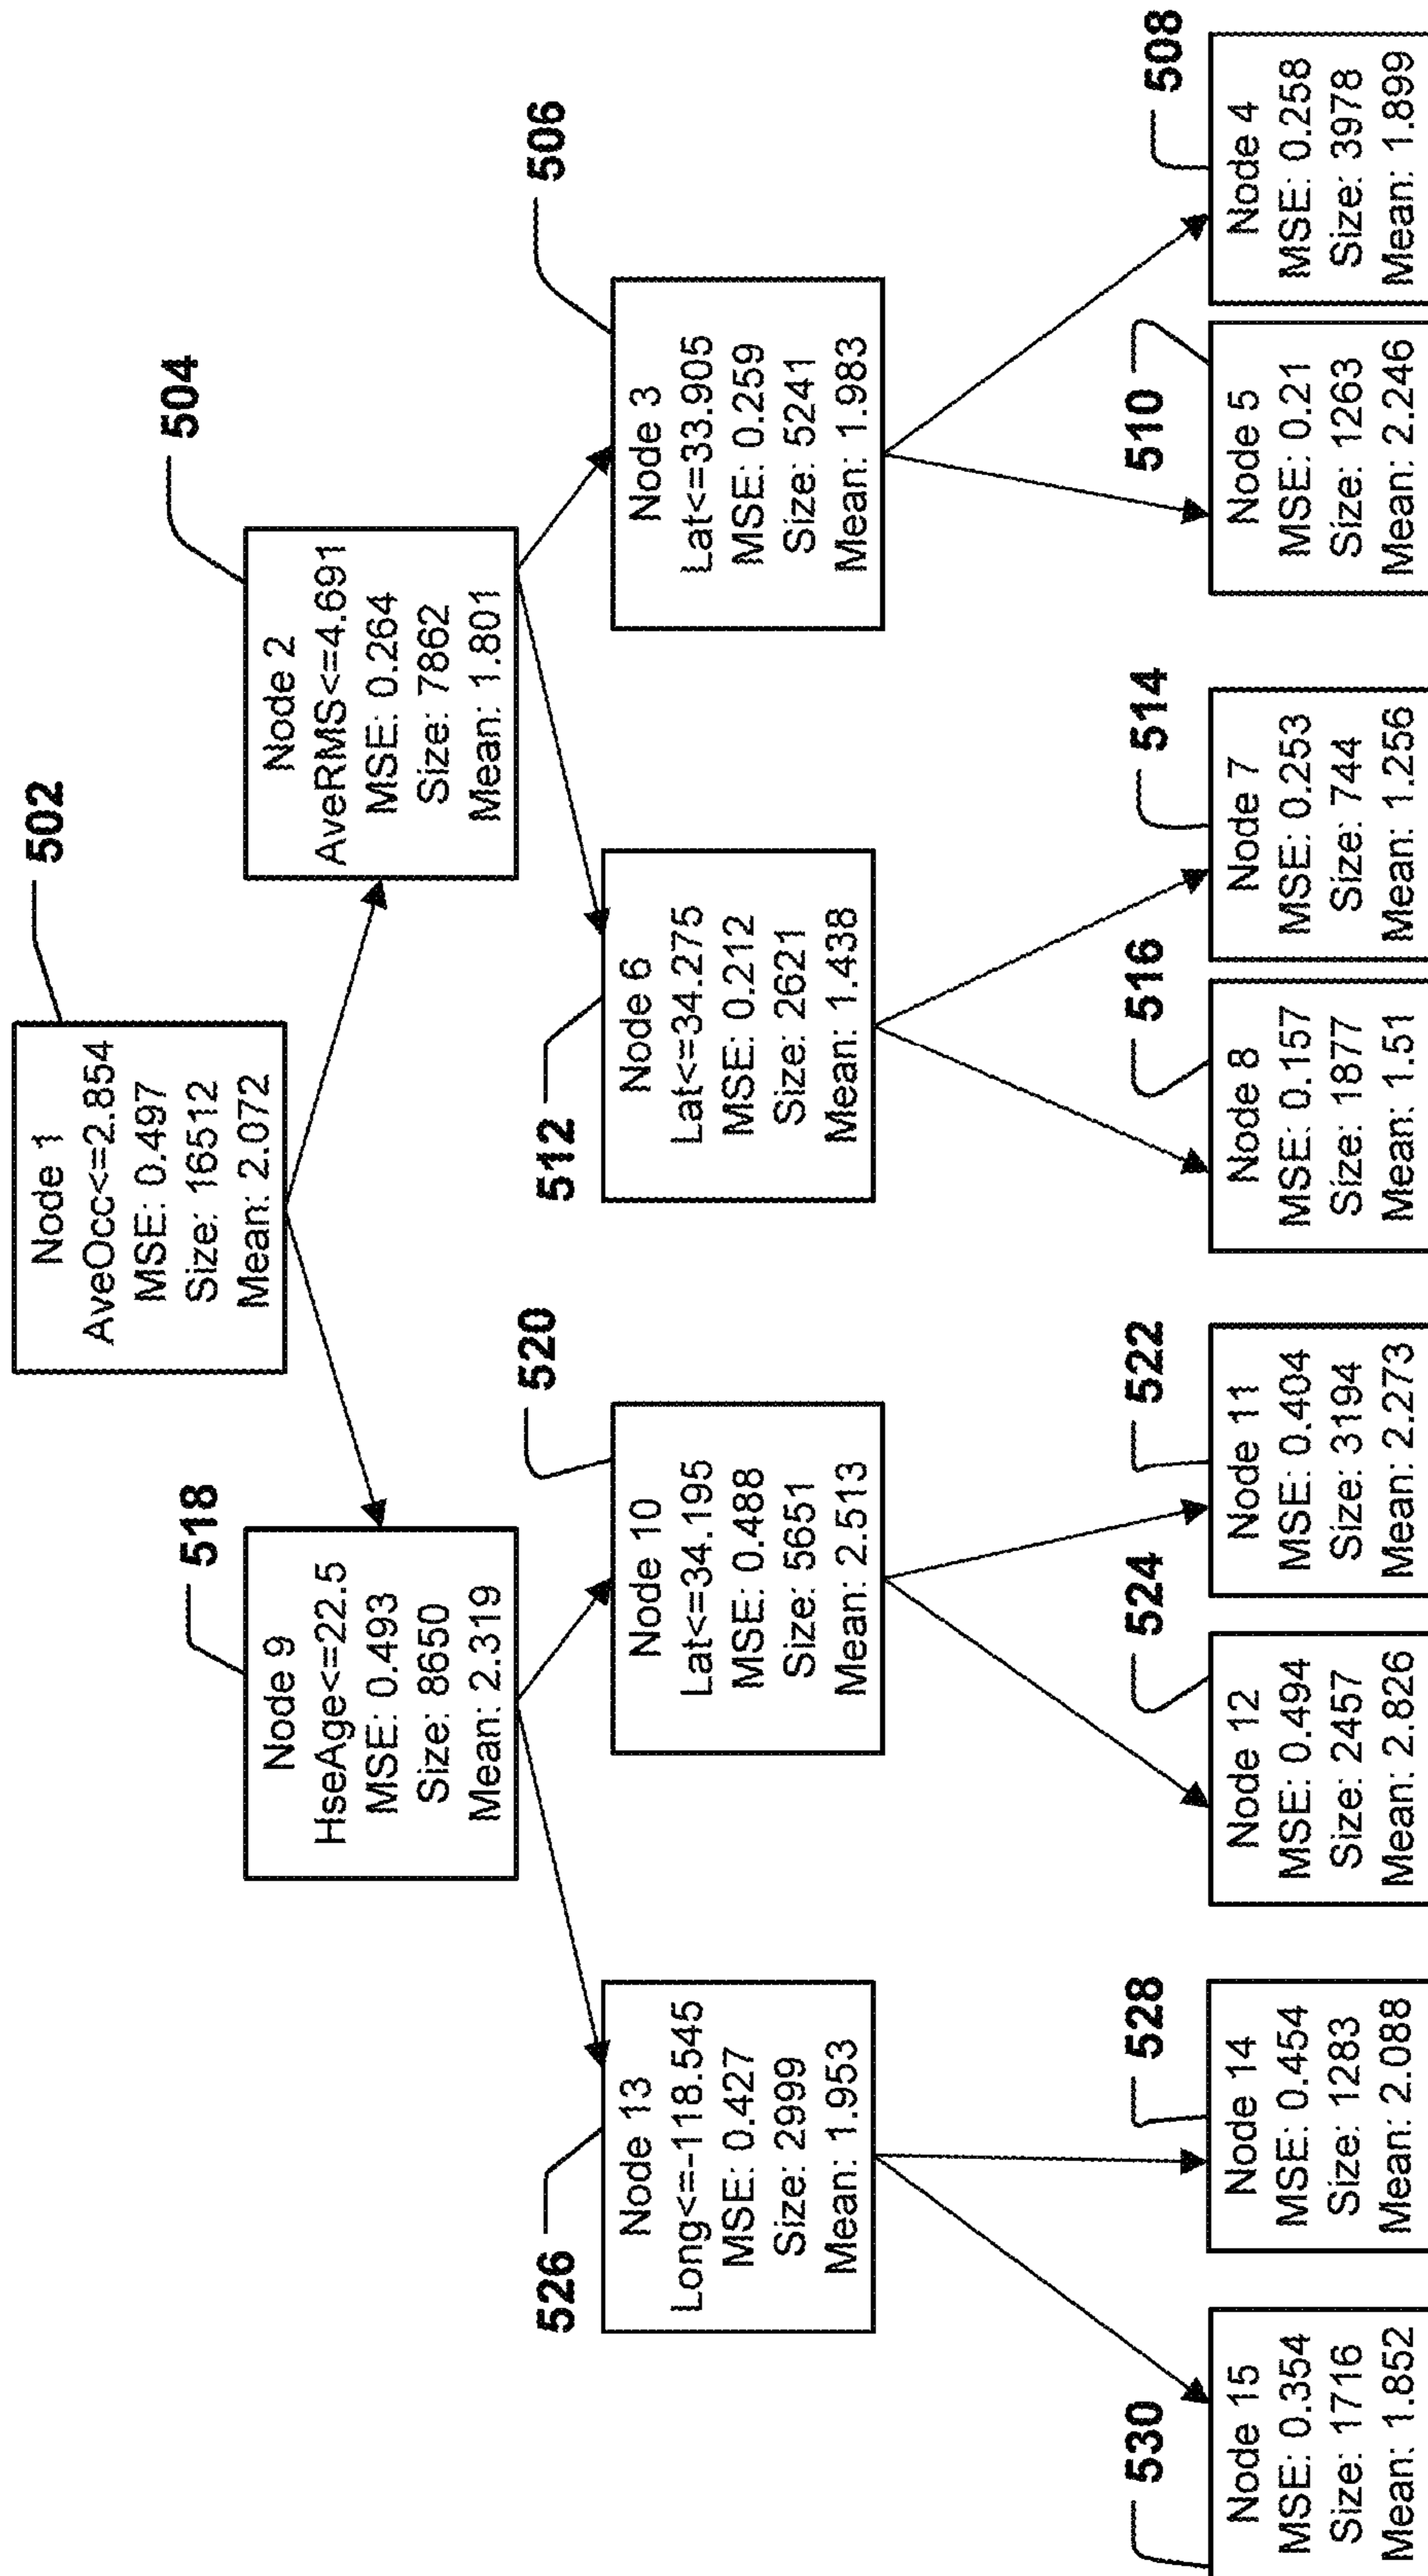 502
Node 1
AveOcc<=2.854
MSE: 0.497
Size: 16512
Mean: 2.072
518
Node 9
HseAge<=22.5
MSE: 0.493
Size: 8650
Mean: 2.319
504
Node 2
AveRMS<=4.691
MSE: 0.264
Size: 7862
Mean: 1.801
526
Node 13
Long<=-118.545
MSE: 0.427
Size: 2999
Mean: 1.953
520
Node 10
Lat<=34.195
MSE: 0.488
Size: 5651
Mean: 2.513
512
Node 6
Lat<=34.275
MSE: 0.212
Size: 2621
Mean: 1.438
506
Node 3
Lat<=33.905
MSE: 0.259
Size: 5241
Mean: 1.983
530
Node 15
MSE: 0.354
Size: 1716
Mean: 1.852
528
Node 14
MSE: 0.454
Size: 1283
Mean: 2.088
524
Node 12
MSE: 0.494
Size: 2457
Mean: 2.826
522
Node 11
MSE: 0.404
Size: 3194
Mean: 2.273
516
Node 8
MSE: 0.157
Size: 1877
Mean: 1.51
514
Node 7
MSE: 0.253
Size: 744
Mean: 1.256
510
Node 5
MSE: 0.21
Size: 1263
Mean: 2.246
508
Node 4
MSE: 0.258
Size: 3978
Mean: 1.899